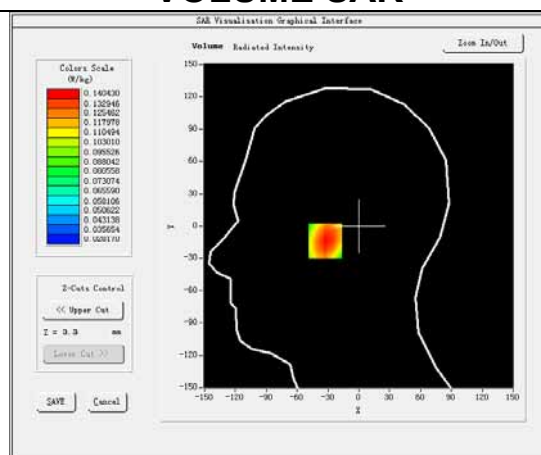 VOLUME SAR
SAR Visualisation Graphical Interface
Volume Radiated Intensity
Zoom In/Out
Colors Scale
(W/kg)
0.140430
0.132946
0.125462
0.117978
0.110494
0.103010
0.095526
0.088042
0.080558
0.073074
0.065590
0.058106
0.050622
0.043138
0.035654
0.028170
150
120
90
60
30
0
Y
-30
-60
-90
-120
-150
-150 -120 -90 -60 -30 0 30 60 90 120 150
X
Z-Cuts Control
<< Upper Cut
Z = 3.3 mm
Lower Cut >>
SAVE Cancel